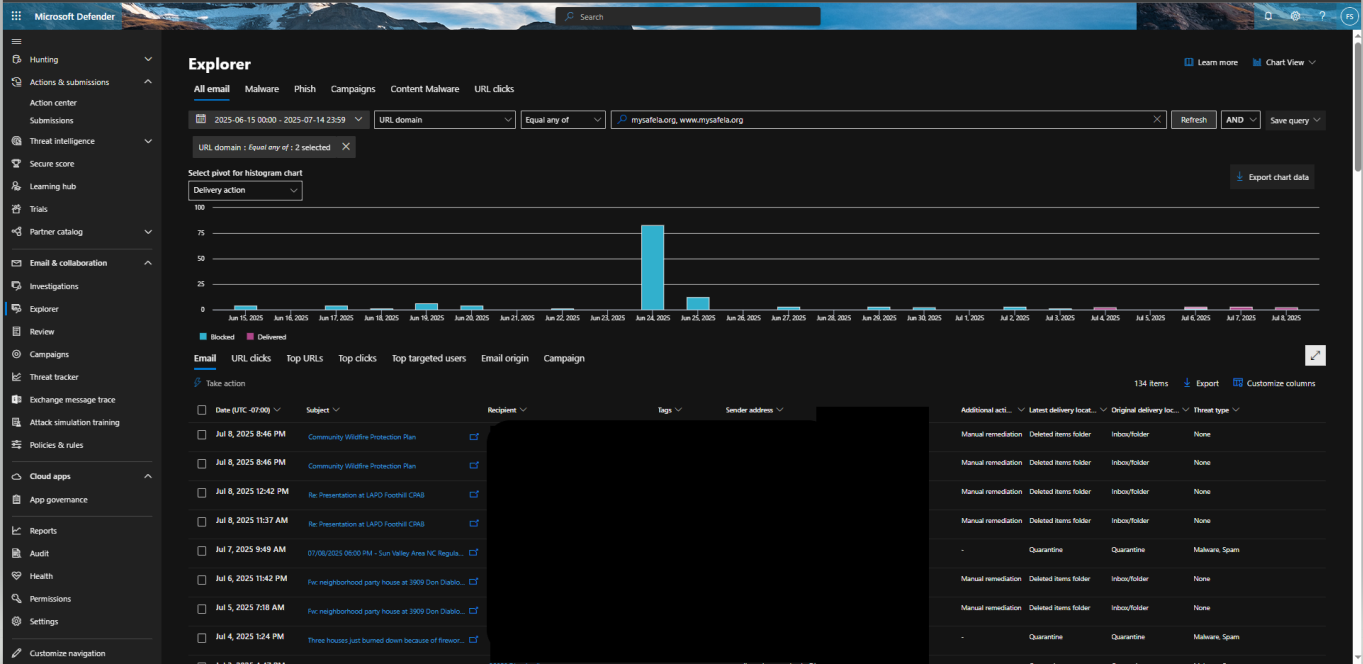 Microsoft Defender
Search
FS
Hunting
Actions & submissions
Action center
Submissions
Threat intelligence
Secure score
Learning hub
Trials
Partner catalog
Email & collaboration
Investigations
Explorer
Review
Campaigns
Threat tracker
Exchange message trace
Attack simulation training
Policies & rules
Cloud apps
App governance
Reports
Audit
Health
Permissions
Settings
Customize navigation
Explorer
Learn more
Chart View
All email Malware Phish Campaigns Content Malware URL clicks
2025-06-15 00:00 - 2025-07-14 23:59 URL domain Equal any of mysafela.org, www.mysafela.org Refresh AND Save query
URL domain : Equal any of : 2 selected
Select pivot for histogram chart
Delivery action
Export chart data
100
75
50
25
0
Jun 15, 2025 Jun 16, 2025 Jun 17, 2025 Jun 18, 2025 Jun 19, 2025 Jun 20, 2025 Jun 21, 2025 Jun 22, 2025 Jun 23, 2025 Jun 24, 2025 Jun 25, 2025 Jun 26, 2025 Jun 27, 2025 Jun 28, 2025 Jun 29, 2025 Jun 30, 2025 Jul 1, 2025 Jul 2, 2025 Jul 3, 2025 Jul 4, 2025 Jul 5, 2025 Jul 6, 2025 Jul 7, 2025 Jul 8, 2025
Blocked Delivered
Email URL clicks Top URLs Top clicks Top targeted users Email origin Campaign
Take action
134 items Export Customize columns
Date (UTC -07:00) Subject Recipient Tags Sender address Additional acti... Latest delivery locat... Original delivery loc... Threat type
Jul 8, 2025 8:46 PM Community Wildfire Protection Plan Manual remediation Deleted items folder Inbox/folder None
Jul 8, 2025 8:46 PM Community Wildfire Protection Plan Manual remediation Deleted items folder Inbox/folder None
Jul 8, 2025 12:42 PM Re: Presentation at LAPD Foothill CPAB Manual remediation Deleted items folder Inbox/folder None
Jul 8, 2025 11:37 AM Re: Presentation at LAPD Foothill CPAB Manual remediation Deleted items folder Inbox/folder None
Jul 7, 2025 9:49 AM 07/08/2025 06:00 PM - Sun Valley Area NC Regula... - Quarantine Quarantine Malware, Spam
Jul 6, 2025 11:42 PM Fw: neighborhood party house at 3909 Don Diablo... Manual remediation Deleted items folder Inbox/folder None
Jul 5, 2025 7:18 AM Fw: neighborhood party house at 3909 Don Diablo... Manual remediation Deleted items folder Inbox/folder None
Jul 4, 2025 1:24 PM Three houses just burned down because of firewor... - Quarantine Quarantine Malware, Spam